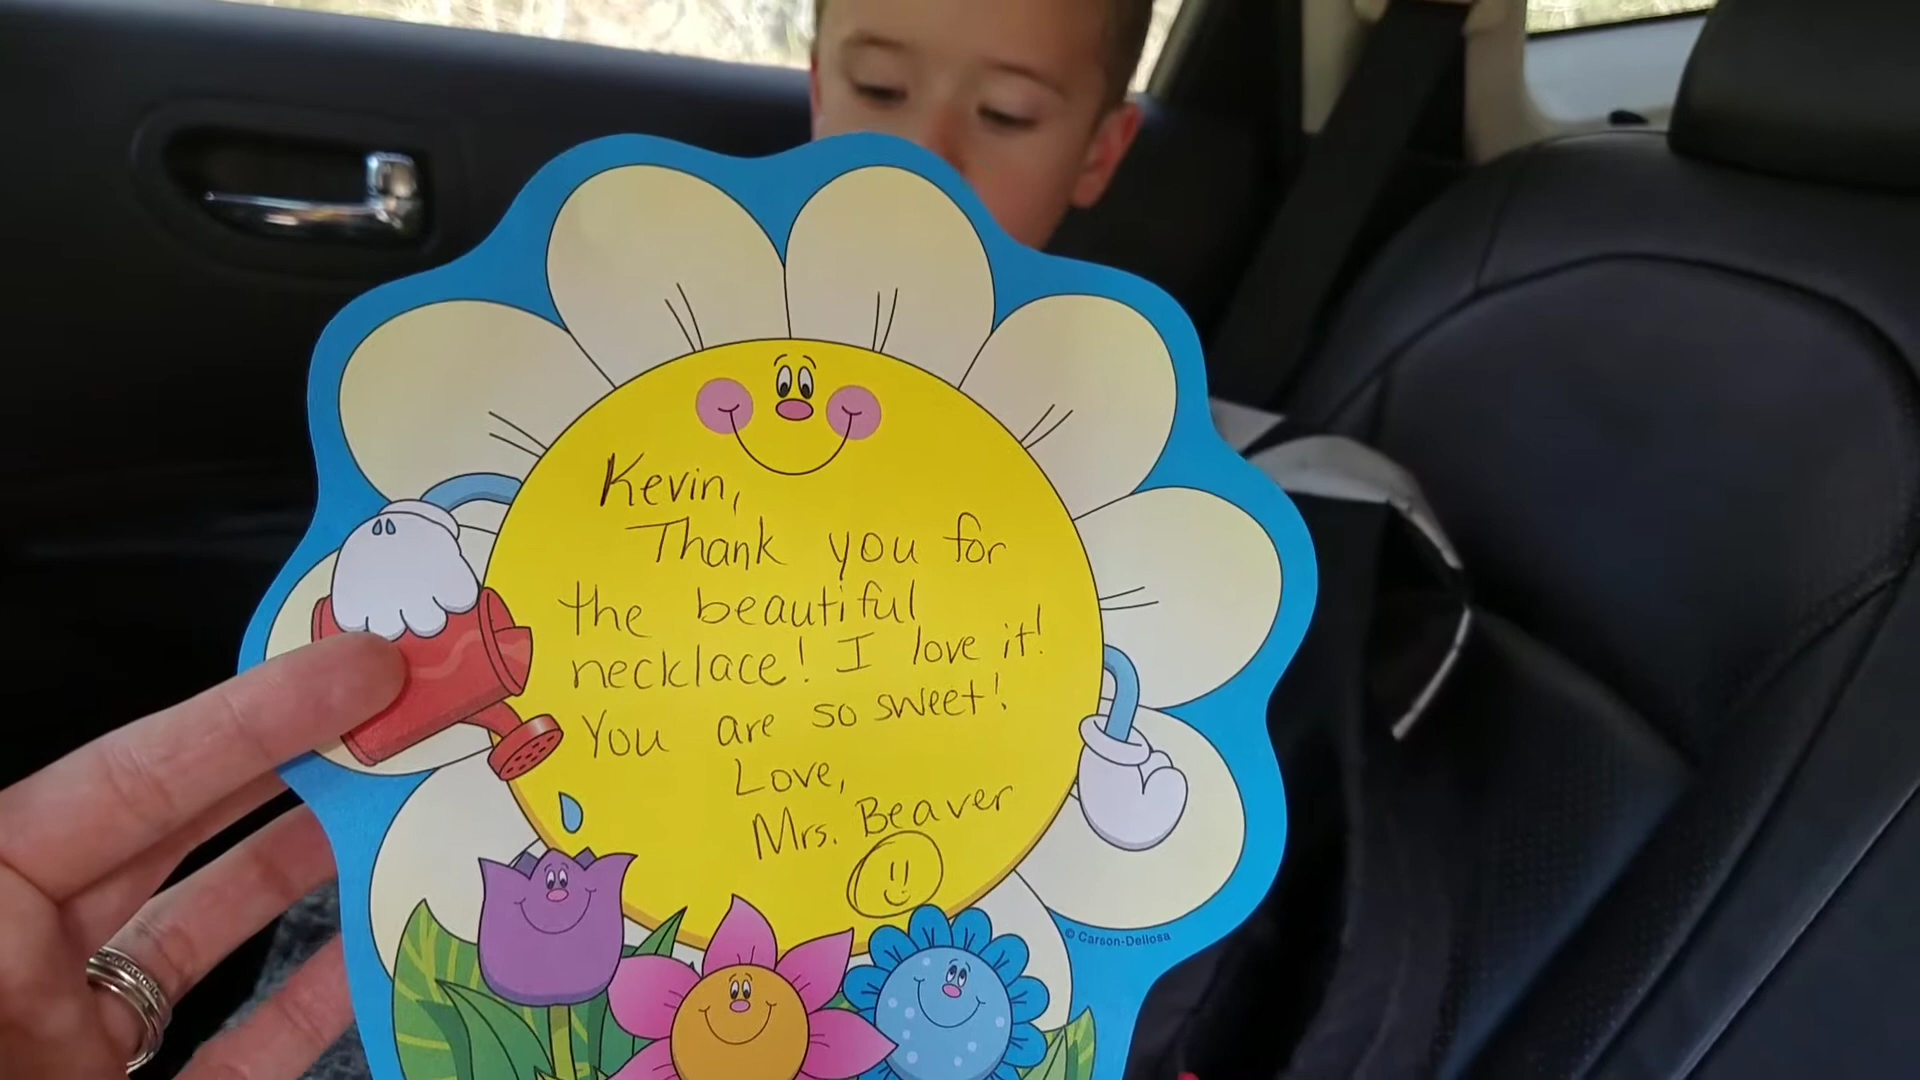 Kevin,
Thank you for
the beautiful
necklace! I love it!
You are so sweet!
Love,
Mrs. Beaver
© Carson-Dellosa